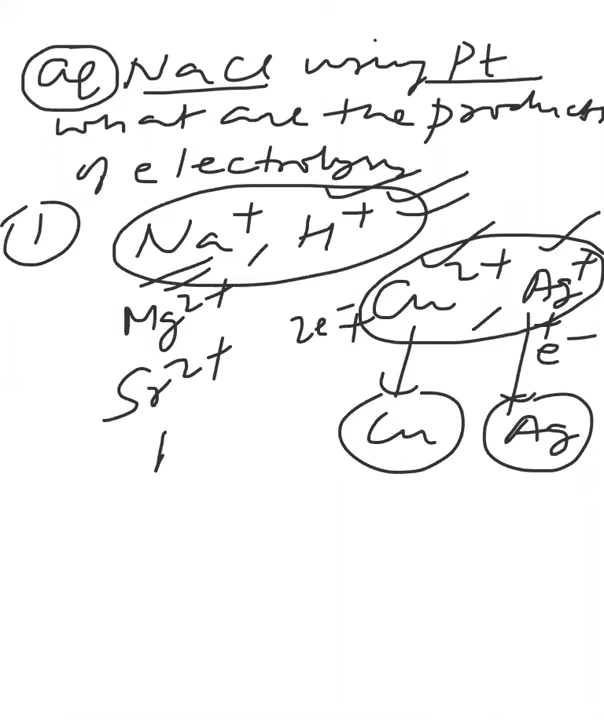 aq NaCl using Pt
what are the products
of electrolysis
1 Na⁺, H⁺
Cu²⁺, Ag⁺
Mg²⁺
2e⁻ +
+ e⁻
Sr²⁺
Cu Ag